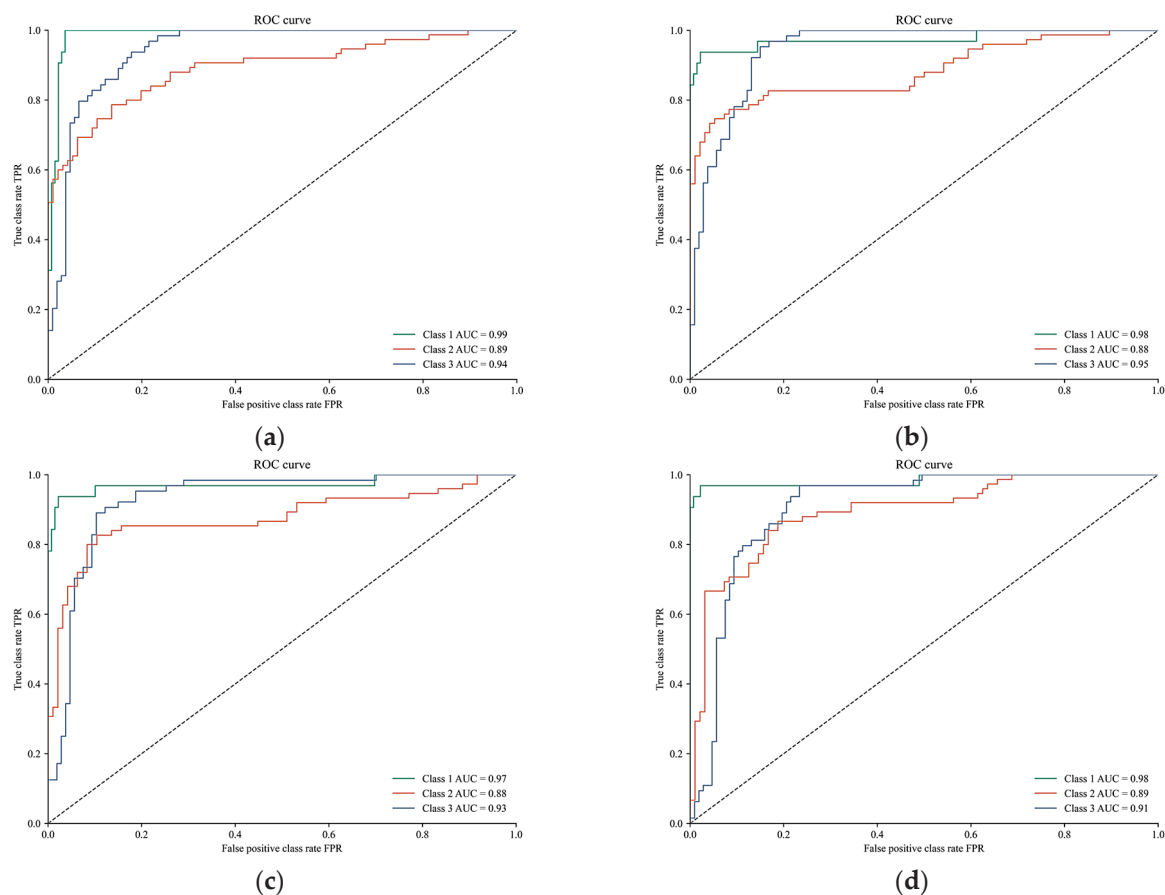 ROC curve
1.0
0.8
0.6
0.4
0.2
0.0
True class rate TPR
Class 1 AUC = 0.99
Class 2 AUC = 0.89
Class 3 AUC = 0.94
0.0 0.2 0.4 0.6 0.8 1.0
False positive class rate FPR
(a)
ROC curve
1.0
0.8
0.6
0.4
0.2
0.0
True class rate TPR
Class 1 AUC = 0.98
Class 2 AUC = 0.88
Class 3 AUC = 0.95
0.0 0.2 0.4 0.6 0.8 1.0
False positive class rate FPR
(b)
ROC curve
1.0
0.8
0.6
0.4
0.2
0.0
True class rate TPR
Class 1 AUC = 0.97
Class 2 AUC = 0.88
Class 3 AUC = 0.93
0.0 0.2 0.4 0.6 0.8 1.0
False positive class rate FPR
(c)
ROC curve
1.0
0.8
0.6
0.4
0.2
0.0
True class rate TPR
Class 1 AUC = 0.98
Class 2 AUC = 0.89
Class 3 AUC = 0.91
0.0 0.2 0.4 0.6 0.8 1.0
False positive class rate FPR
(d)